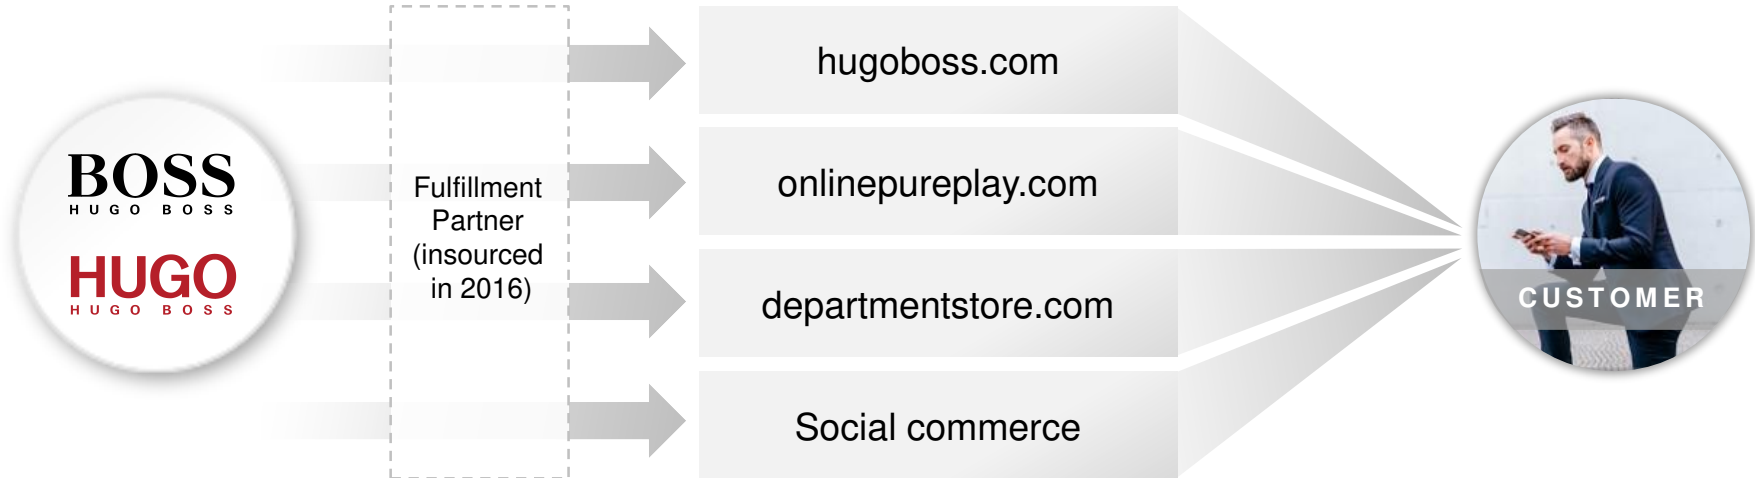 BOSS
HUGO BOSS
HUGO
HUGO BOSS
Fulfillment
Partner
(insourced
in 2016)
hugoboss.com
onlinepureplay.com
departmentstore.com
Social commerce
CUSTOMER